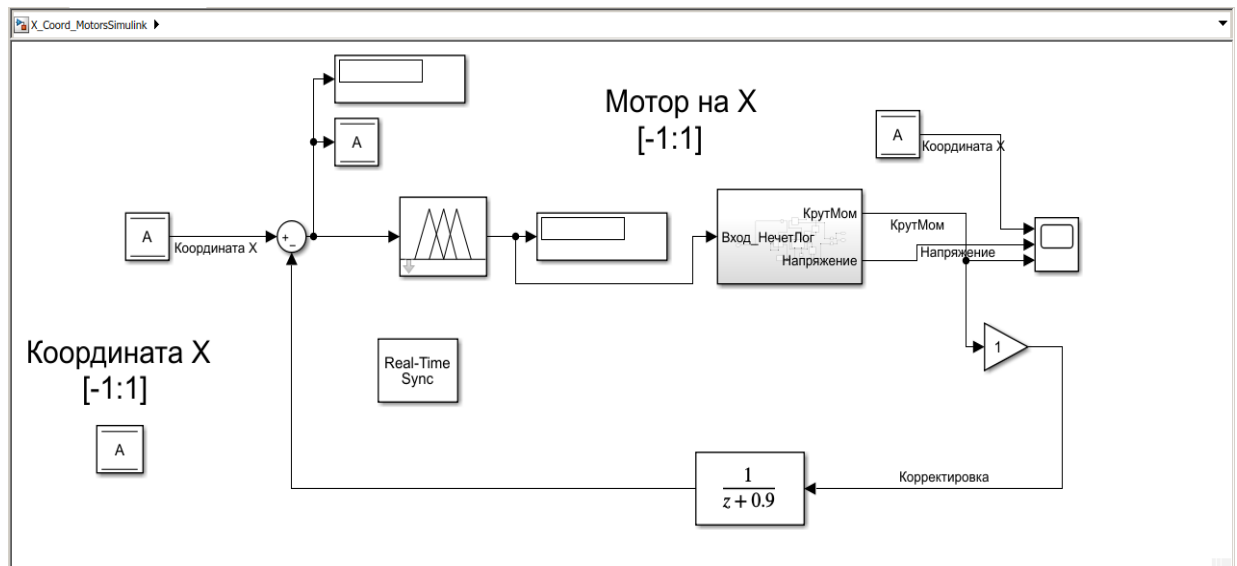 X_Coord_MotorsSimulink
Мотор на X
[-1:1]
A
A
Координата X
A
Координата X
+
−
Вход_НечетЛог
КрутМом
Напряжение
КрутМом
Напряжение
Координата X
[-1:1]
A
Real-Time
Sync
1
Корректировка
1
z + 0.9